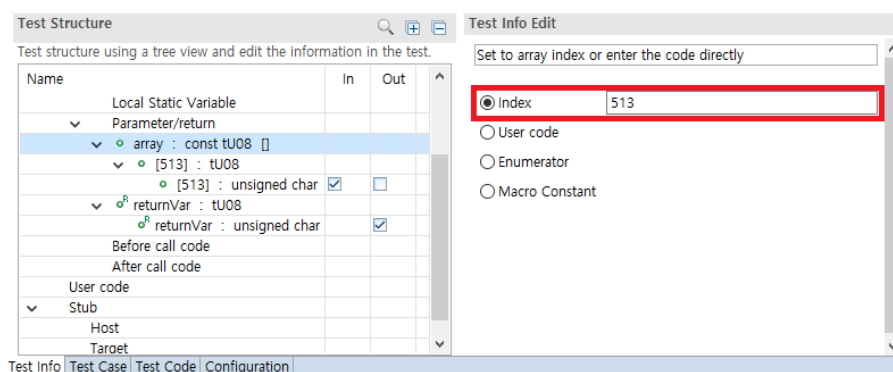 Test Structure
Test structure using a tree view and edit the information in the test.
Name In Out
Local Static Variable
Parameter/return
array : const tU08 []
[513] : tU08
[513] : unsigned char
R returnVar : tU08
R returnVar : unsigned char
Before call code
After call code
User code
Stub
Host
Target
Test Info Edit
Set to array index or enter the code directly
Index 513
User code
Enumerator
Macro Constant
Test Info Test Case Test Code Configuration